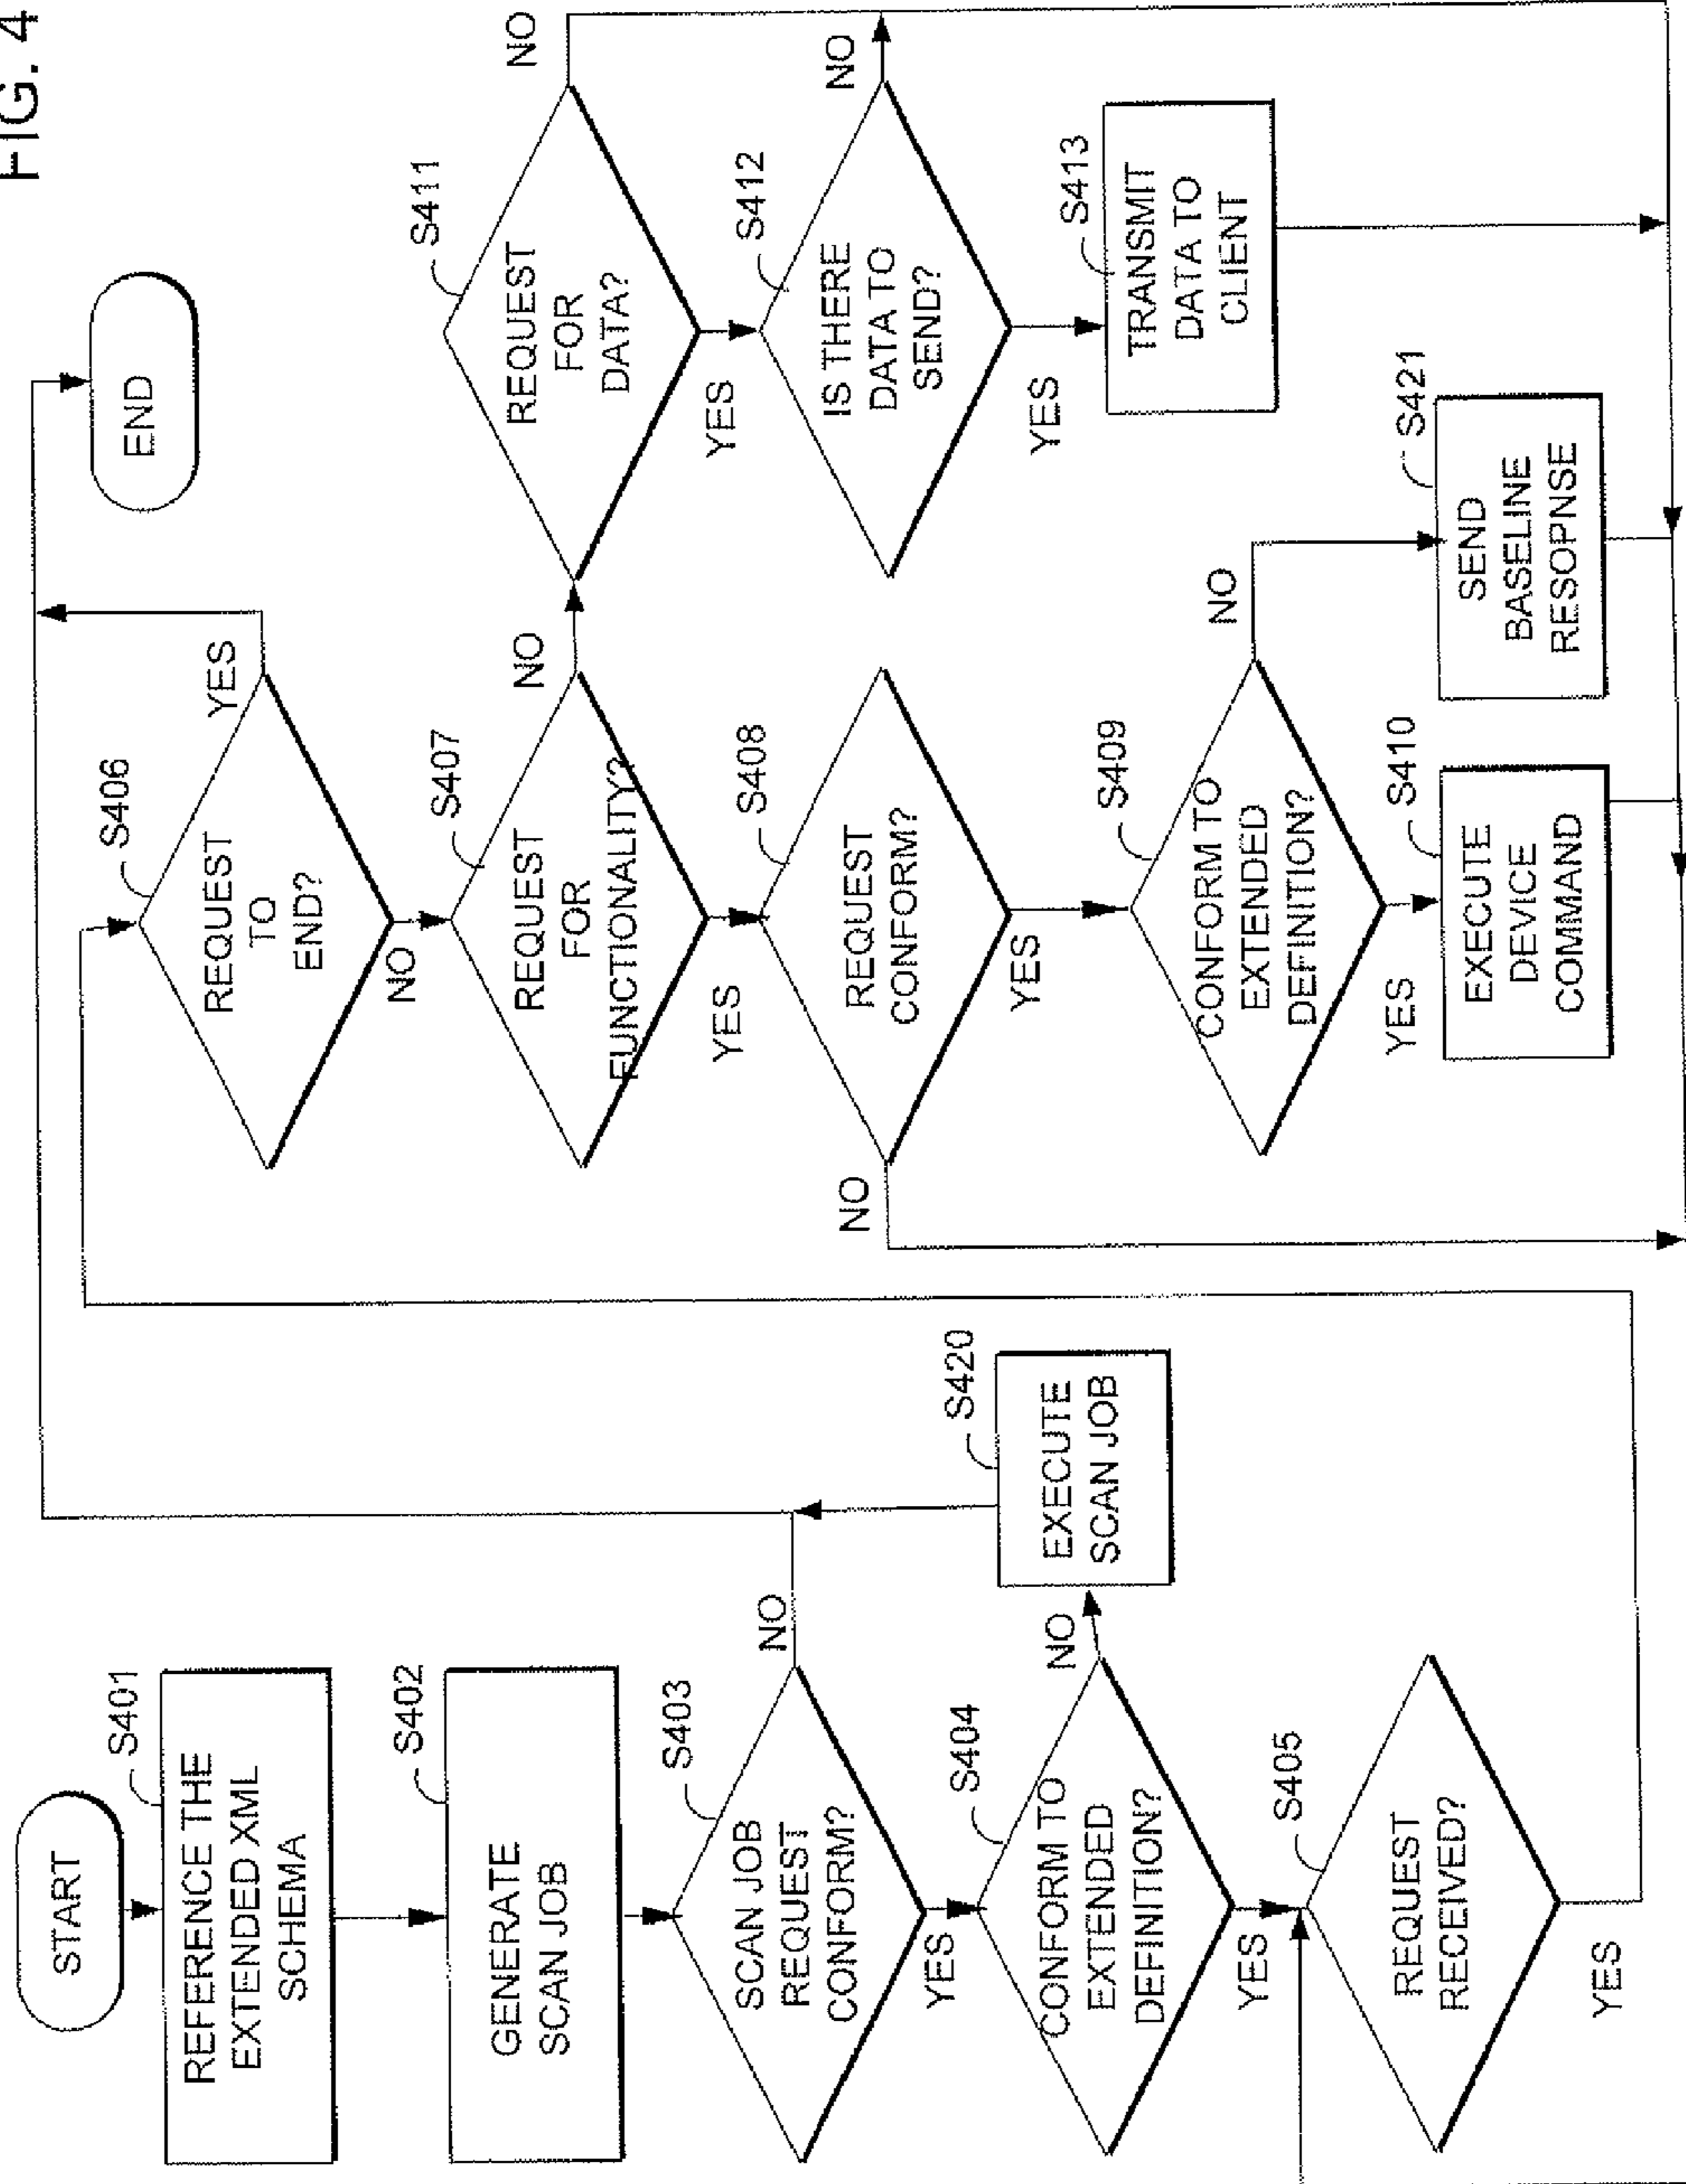 FIG. 4
START
S401
REFERENCE THE
EXTENDED XML
SCHEMA
S402
GENERATE
SCAN JOB
S403
SCAN JOB
REQUEST
CONFORM?
NO
YES
S404
CONFORM TO
EXTENDED
DEFINITION?
NO
YES
S420
EXECUTE
SCAN JOB
S405
REQUEST
RECEIVED?
YES
S406
REQUEST
TO
END?
YES
NO
END
S407
REQUEST
FOR
FUNCTIONALITY?
NO
YES
S408
REQUEST
CONFORM?
NO
YES
S409
CONFORM TO
EXTENDED
DEFINITION?
NO
YES
S410
EXECUTE
DEVICE
COMMAND
S421
SEND
BASELINE
RESOPNSE
S411
REQUEST
FOR
DATA?
NO
YES
S412
IS THERE
DATA TO
SEND?
NO
YES
S413
TRANSMIT
DATA TO
CLIENT